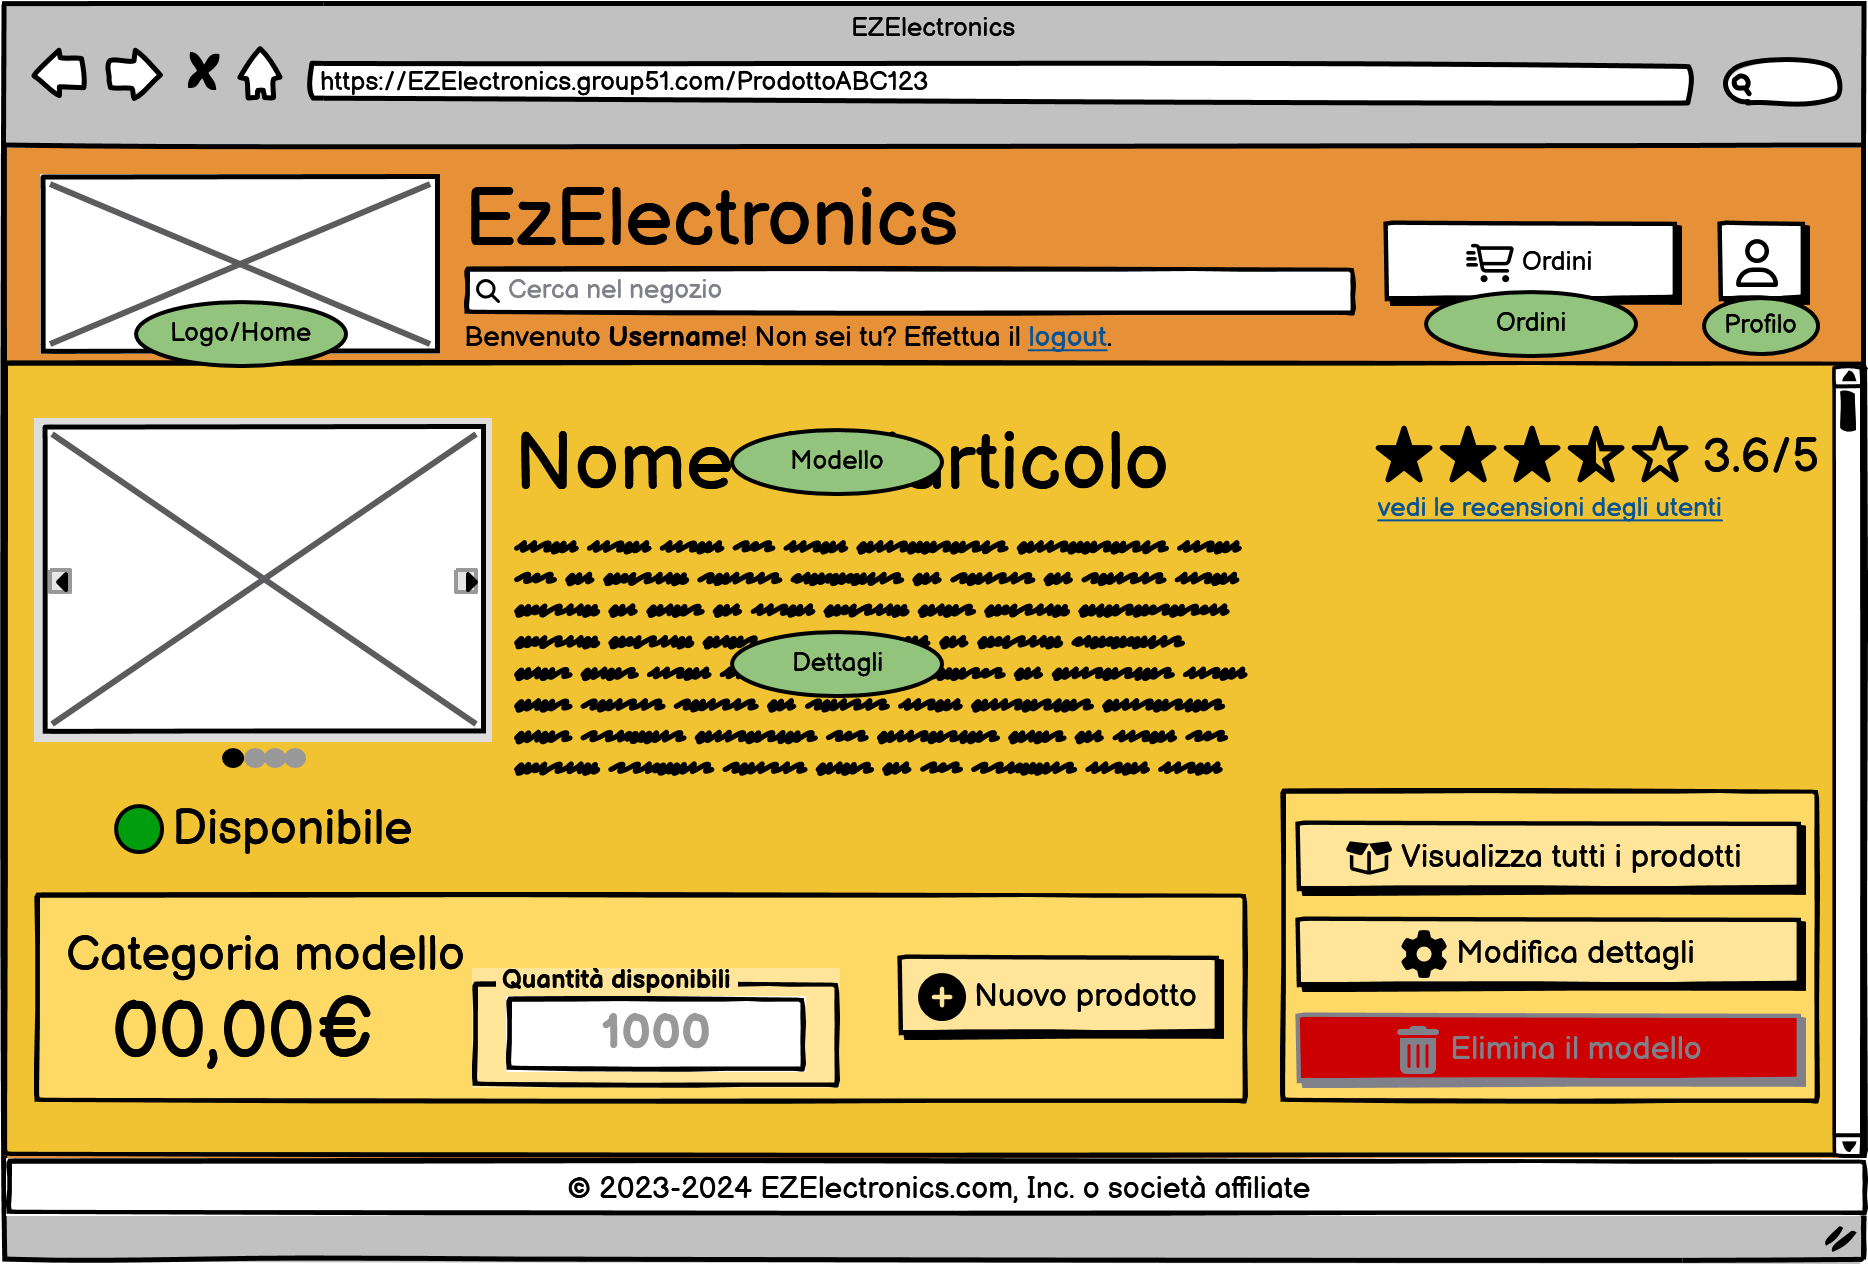 EZElectronics
https://EZElectronics.group51.com/ProdottoABC123
EzElectronics
Cerca nel negozio
Benvenuto Username! Non sei tu? Effettua il logout.
Logo/Home
Ordini
Ordini
Profilo
Nome articolo
Modello
3.6/5
vedi le recensioni degli utenti
Dettagli
Disponibile
Categoria modello
00,00€
Quantità disponibili
1000
Nuovo prodotto
Visualizza tutti i prodotti
Modifica dettagli
Elimina il modello
© 2023-2024 EZElectronics.com, Inc. o società affiliate